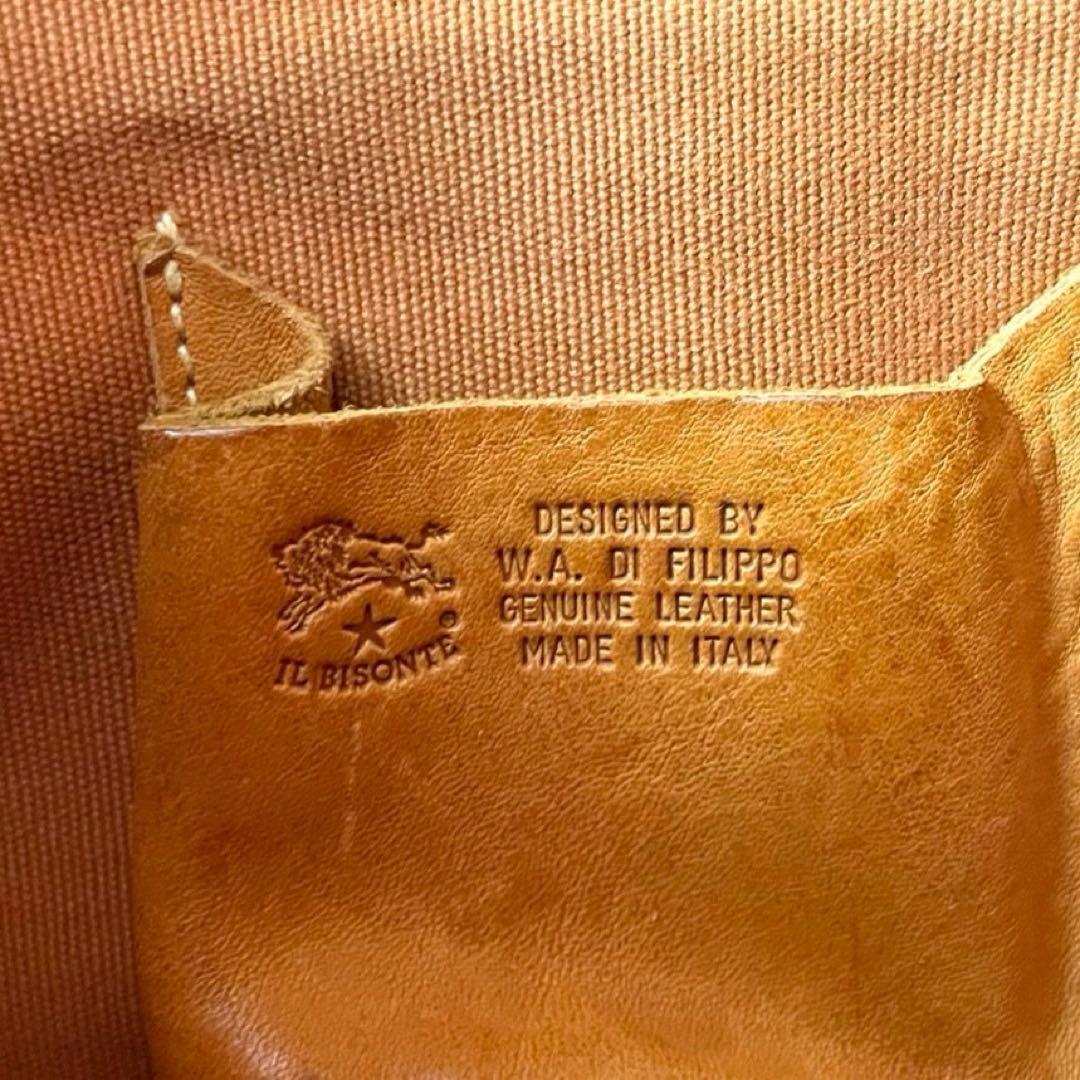 IL BISONTE®
DESIGNED BY
W.A. DI FILIPPO
GENUINE LEATHER
MADE IN ITALY